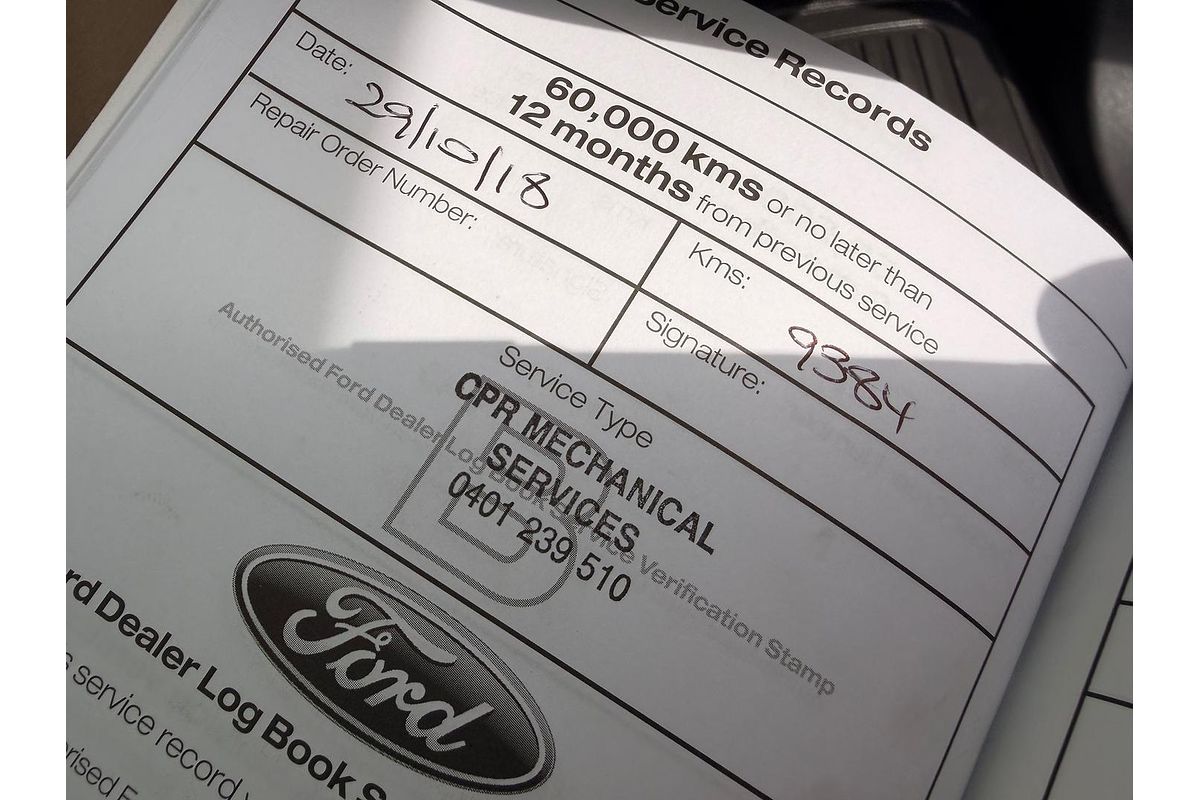 Service Records
60,000 kms or no later than
12 months from previous service
Date: 29/10/18
Kms: 9384
Repair Order Number:
Signature:
Service Type
B
Authorised Ford Dealer Log Book Service Verification Stamp
CPR MECHANICAL
SERVICES
0401 239 510
Ford
rd Dealer Log Book S
service record
rised F